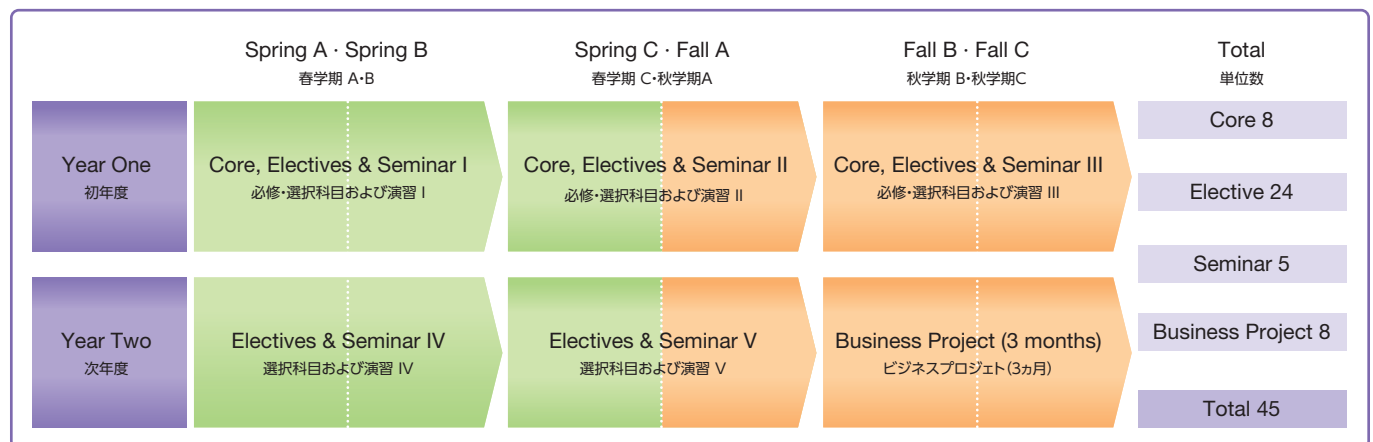 Spring A · Spring B
春学期 A・B
Spring C · Fall A
春学期 C・秋学期A
Fall B · Fall C
秋学期 B・秋学期C
Total
単位数
Year One
初年度
Core, Electives & Seminar I
必修・選択科目および演習 I
Core, Electives & Seminar II
必修・選択科目および演習 II
Core, Electives & Seminar III
必修・選択科目および演習 III
Core 8
Elective 24
Seminar 5
Year Two
次年度
Electives & Seminar IV
選択科目および演習 IV
Electives & Seminar V
選択科目および演習 V
Business Project (3 months)
ビジネスプロジェト(3ヵ月)
Business Project 8
Total 45